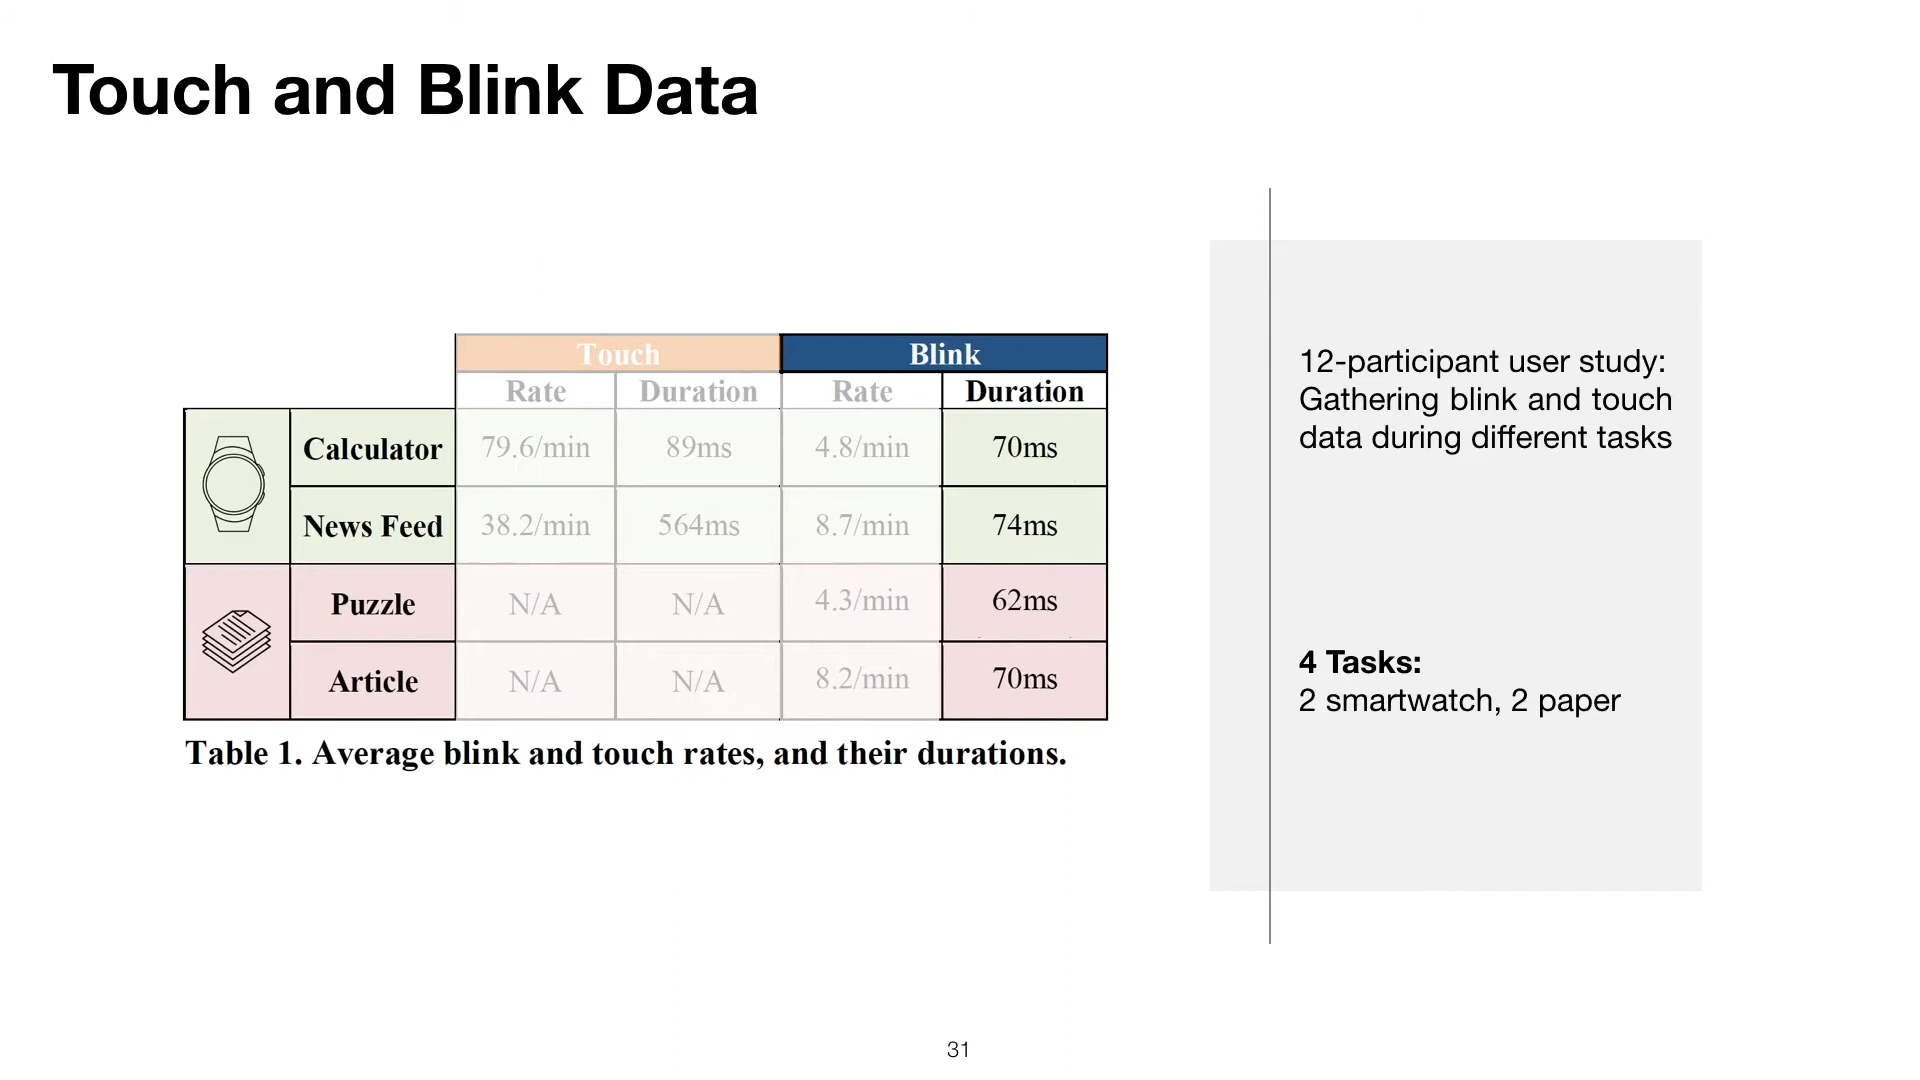 Touch and Blink Data
Touch Blink
Rate Duration Rate Duration
Calculator 79.6/min 89ms 4.8/min 70ms
News Feed 38.2/min 564ms 8.7/min 74ms
Puzzle N/A N/A 4.3/min 62ms
Article N/A N/A 8.2/min 70ms
Table 1. Average blink and touch rates, and their durations.
12-participant user study:
Gathering blink and touch
data during different tasks
4 Tasks:
2 smartwatch, 2 paper
31